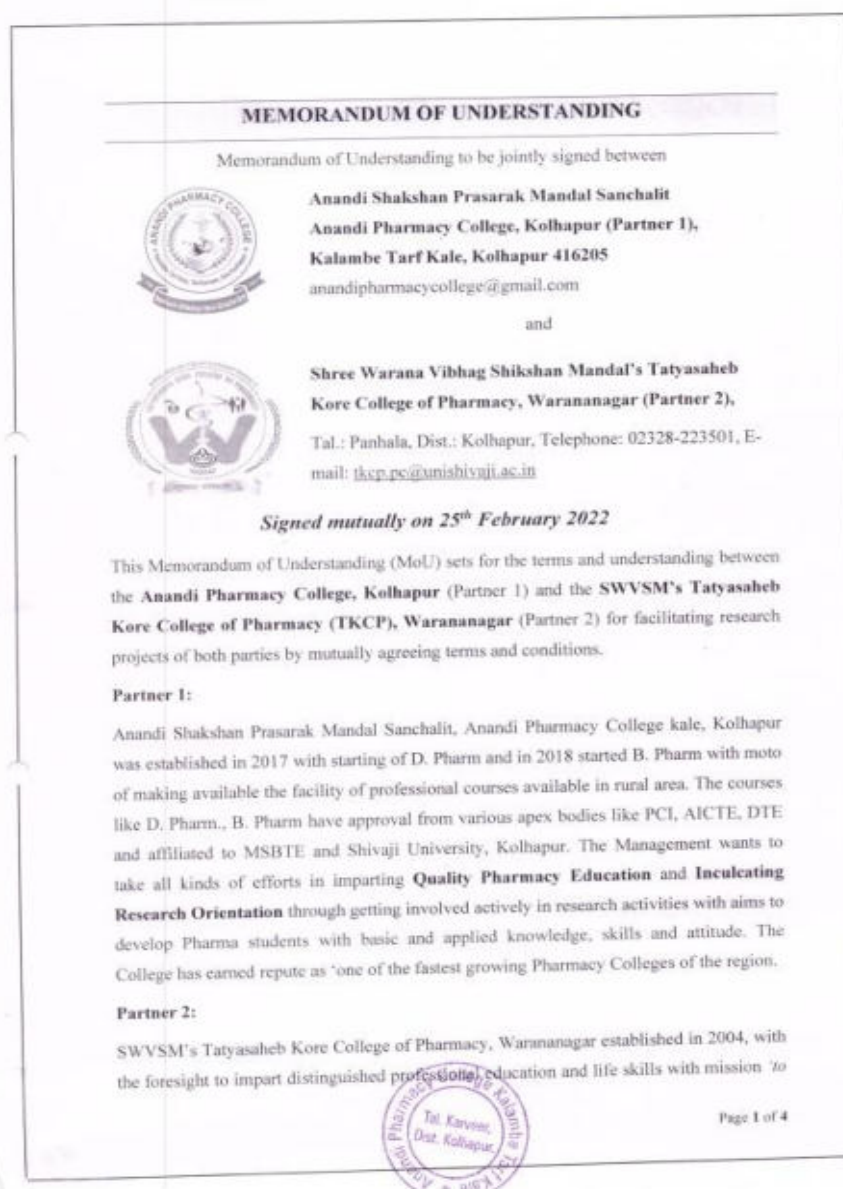 MEMORANDUM OF UNDERSTANDING
Memorandum of Understanding to be jointly signed between
ANANDI PHARMACY COLLEGE
Anandi Shakshan Prasarak Mandal Sanchalit
Anandi Pharmacy College, Kolhapur (Partner 1),
Kalambe Tarf Kale, Kolhapur 416205
anandipharmacycollege@gmail.com
and
Shree Warana Vibhag Shikshan Mandal's Tatyasaheb
Kore College of Pharmacy, Warananagar (Partner 2),
Tal.: Panhala, Dist.: Kolhapur, Telephone: 02328-223501, E-
mail: tkcp.pc@unishivaji.ac.in
Signed mutually on 25th February 2022
This Memorandum of Understanding (MoU) sets for the terms and understanding between
the Anandi Pharmacy College, Kolhapur (Partner 1) and the SWVSM's Tatyasaheb
Kore College of Pharmacy (TKCP), Warananagar (Partner 2) for facilitating research
projects of both parties by mutually agreeing terms and conditions.
Partner 1:
Anandi Shakshan Prasarak Mandal Sanchalit, Anandi Pharmacy College kale, Kolhapur
was established in 2017 with starting of D. Pharm and in 2018 started B. Pharm with moto
of making available the facility of professional courses available in rural area. The courses
like D. Pharm., B. Pharm have approval from various apex bodies like PCI, AICTE, DTE
and affiliated to MSBTE and Shivaji University, Kolhapur. The Management wants to
take all kinds of efforts in imparting Quality Pharmacy Education and Inculcating
Research Orientation through getting involved actively in research activities with aims to
develop Pharma students with basic and applied knowledge, skills and attitude. The
College has earned repute as 'one of the fastest growing Pharmacy Colleges of the region.
Partner 2:
SWVSM's Tatyasaheb Kore College of Pharmacy, Warananagar established in 2004, with
the foresight to impart distinguished professional education and life skills with mission 'to
Anandi Pharmacy College Kalambe Tarf Kale
Tal. Karveer,
Dist. Kolhapur.
Page 1 of 4